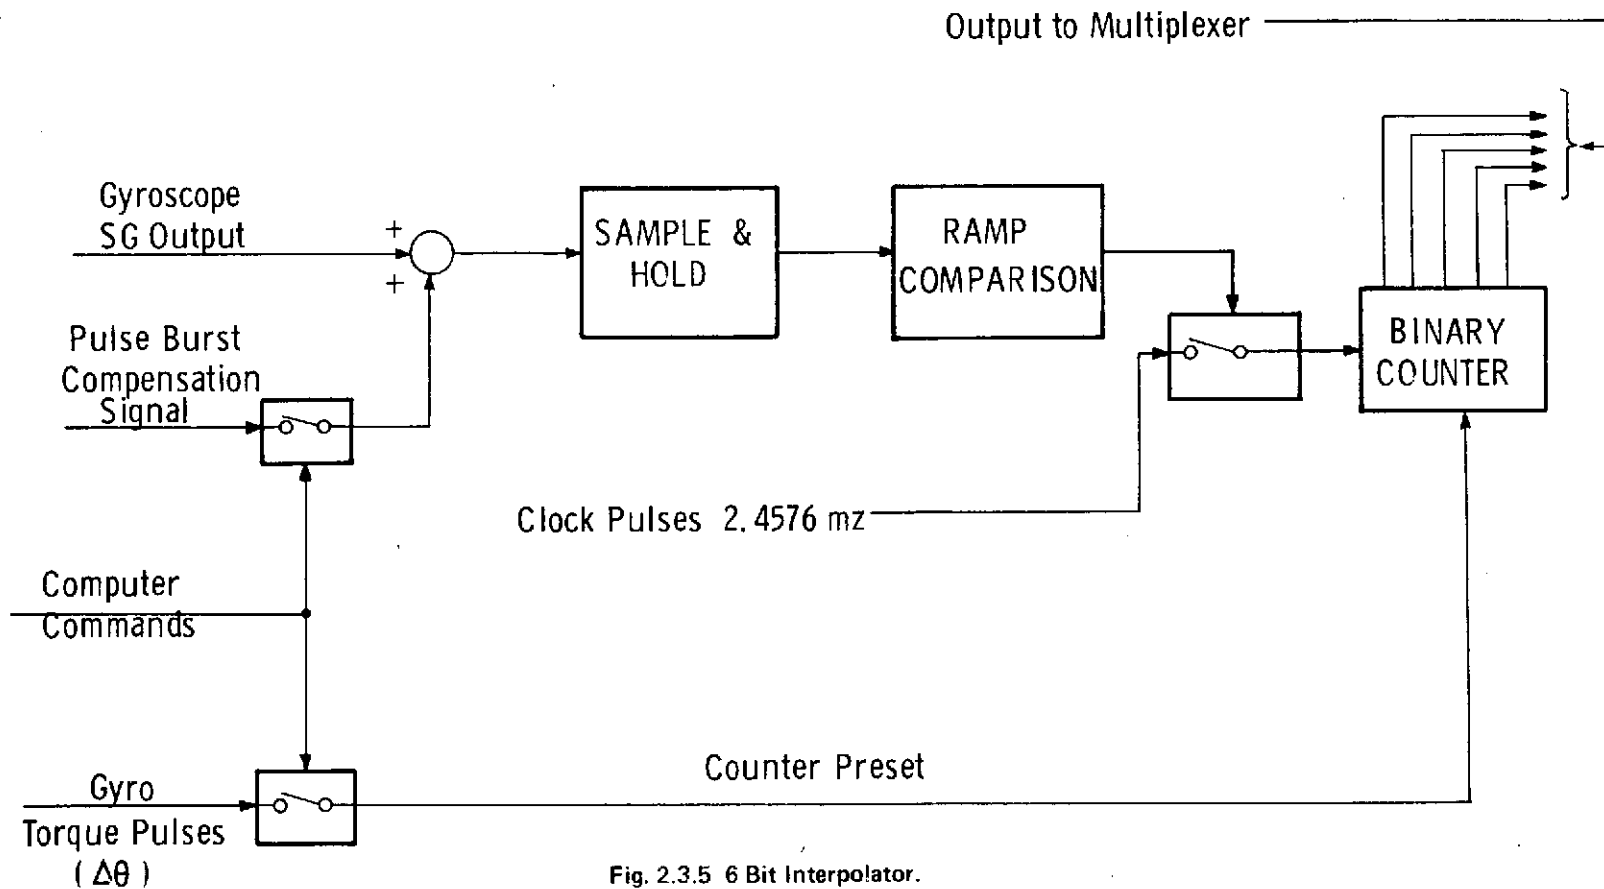 Output to Multiplexer
Gyroscope
SG Output
+
+
SAMPLE &
HOLD
RAMP
COMPARISON
BINARY
COUNTER
Pulse Burst
Compensation
Signal
Clock Pulses 2.4576 mz
Computer
Commands
Counter Preset
Gyro
Torque Pulses
( Δθ )
Fig. 2.3.5 6 Bit Interpolator.